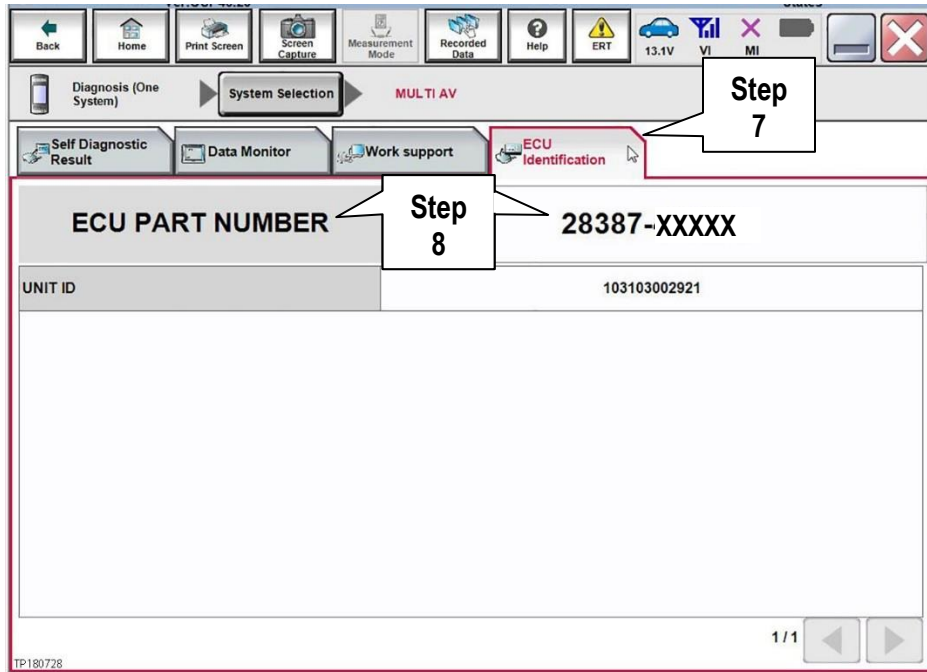 Back
Home
Print Screen
Screen
Capture
Measurement
Mode
Recorded
Data
Help
ERT
13.1V
VI
MI
Diagnosis (One
System)
System Selection
MULTI AV
Step
7
Self Diagnostic
Result
Data Monitor
Work support
ECU
Identification
ECU PART NUMBER
Step
8
28387-XXXXX
UNIT ID
103103002921
1/1
TP180728